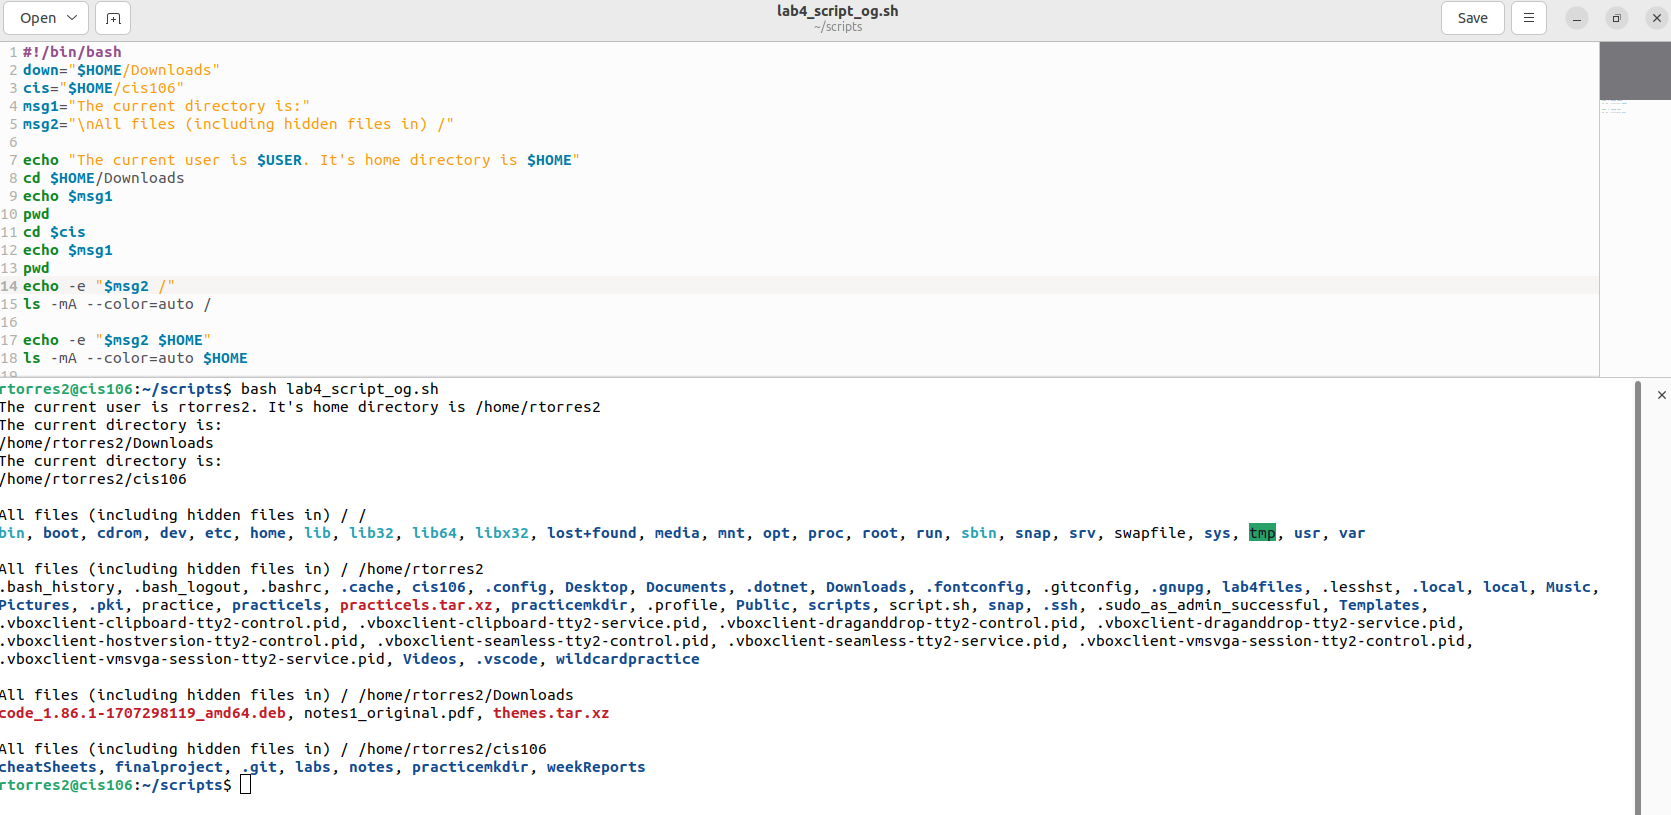 Open
lab4_script_og.sh
~/scripts
Save
1 #!/bin/bash
2 down="$HOME/Downloads"
3 cis="$HOME/cis106"
4 msg1="The current directory is:"
5 msg2="\nAll files (including hidden files in) /"
6
7 echo "The current user is $USER. It's home directory is $HOME"
8 cd $HOME/Downloads
9 echo $msg1
10 pwd
11 cd $cis
12 echo $msg1
13 pwd
14 echo -e "$msg2 /"
15 ls -mA --color=auto /
16
17 echo -e "$msg2 $HOME"
18 ls -mA --color=auto $HOME
19
rtorres2@cis106:~/scripts$ bash lab4_script_og.sh
The current user is rtorres2. It's home directory is /home/rtorres2
The current directory is:
/home/rtorres2/Downloads
The current directory is:
/home/rtorres2/cis106
All files (including hidden files in) / /
bin, boot, cdrom, dev, etc, home, lib, lib32, lib64, libx32, lost+found, media, mnt, opt, proc, root, run, sbin, snap, srv, swapfile, sys, tmp, usr, var
All files (including hidden files in) / /home/rtorres2
.bash_history, .bash_logout, .bashrc, .cache, cis106, .config, Desktop, Documents, .dotnet, Downloads, .fontconfig, .gitconfig, .gnupg, lab4files, .lesshst, .local, local, Music,
Pictures, .pki, practice, practicels, practicels.tar.xz, practicemkdir, .profile, Public, scripts, script.sh, snap, .ssh, .sudo_as_admin_successful, Templates,
.vboxclient-clipboard-tty2-control.pid, .vboxclient-clipboard-tty2-service.pid, .vboxclient-draganddrop-tty2-control.pid, .vboxclient-draganddrop-tty2-service.pid,
.vboxclient-hostversion-tty2-control.pid, .vboxclient-seamless-tty2-control.pid, .vboxclient-seamless-tty2-service.pid, .vboxclient-vmsvga-session-tty2-control.pid,
.vboxclient-vmsvga-session-tty2-service.pid, Videos, .vscode, wildcardpractice
All files (including hidden files in) / /home/rtorres2/Downloads
code_1.86.1-1707298119_amd64.deb, notes1_original.pdf, themes.tar.xz
All files (including hidden files in) / /home/rtorres2/cis106
cheatSheets, finalproject, .git, labs, notes, practicemkdir, weekReports
rtorres2@cis106:~/scripts$